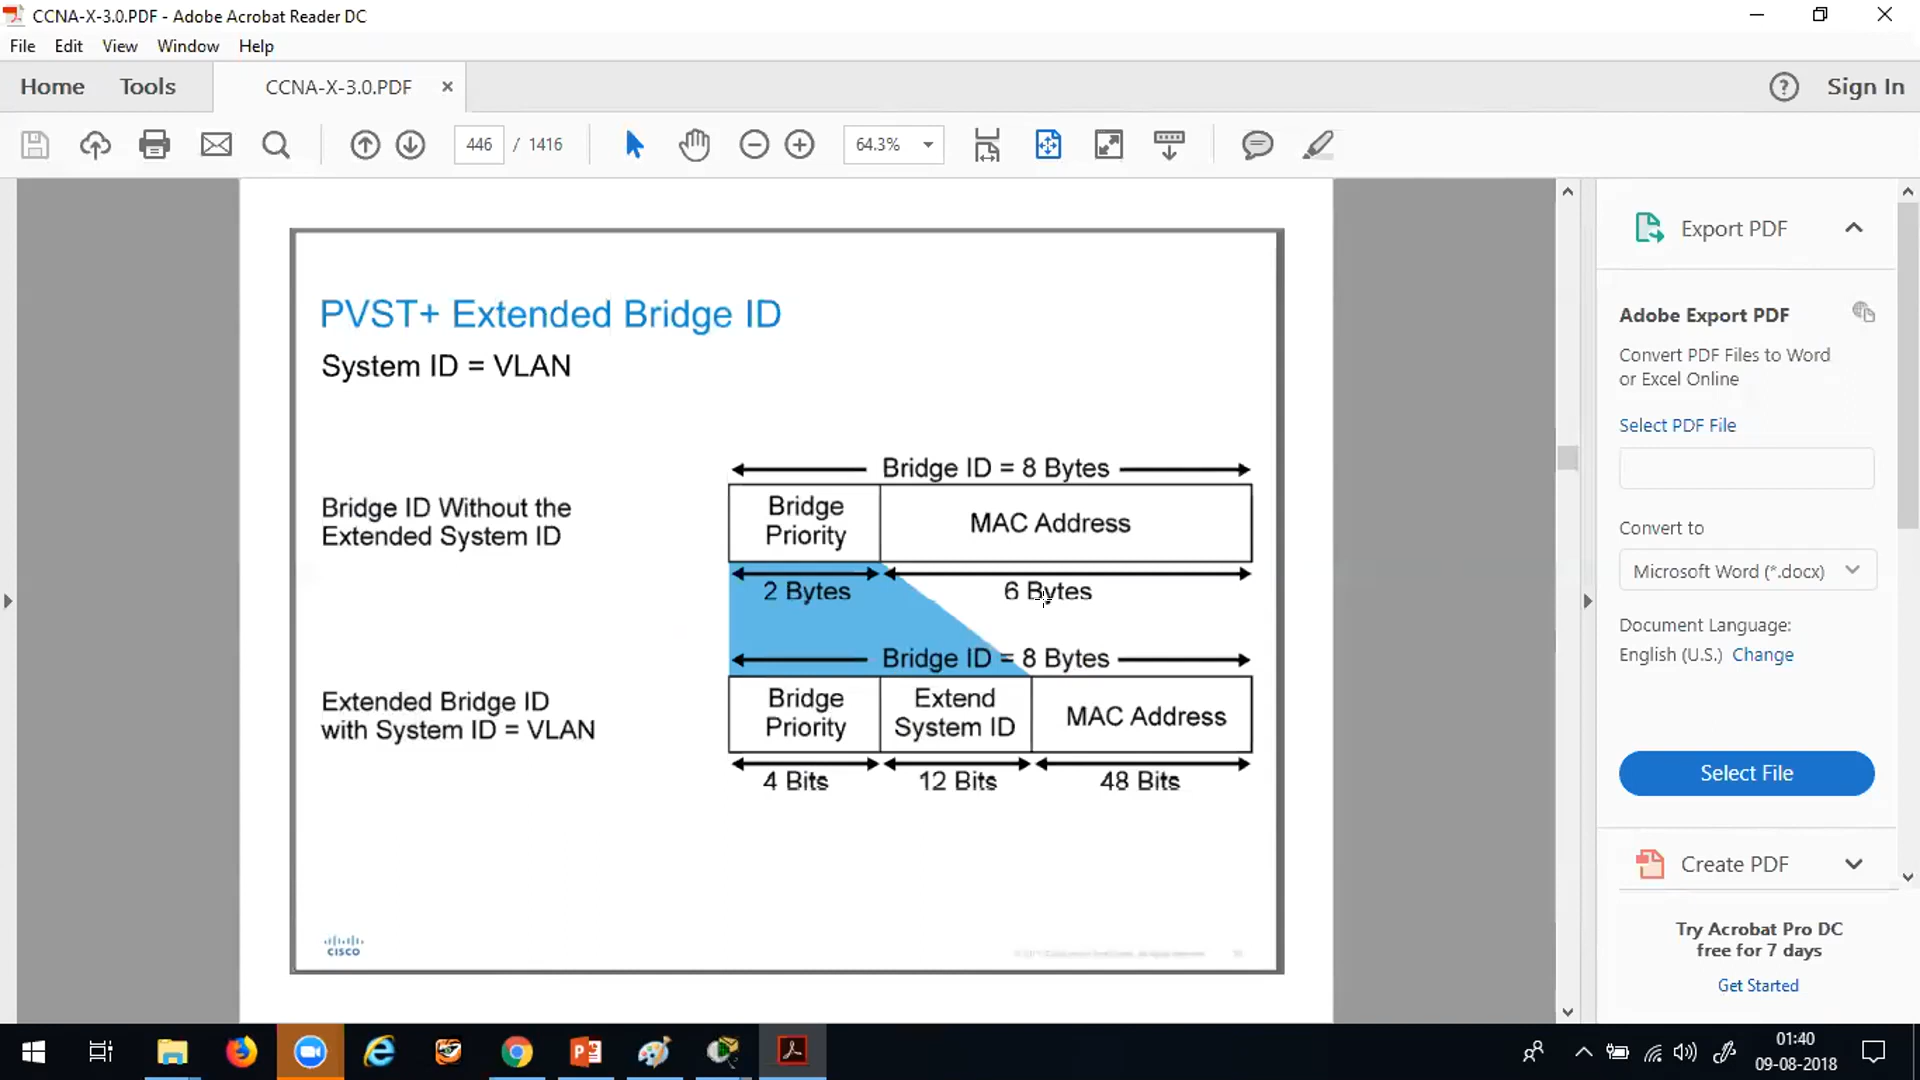 CCNA-X-3.0.PDF - Adobe Acrobat Reader DC
File Edit View Window Help
Home Tools CCNA-X-3.0.PDF × Sign In
446 / 1416 64.3%
PVST+ Extended Bridge ID
System ID = VLAN
Bridge ID = 8 Bytes
Bridge ID Without the
Extended System ID
Bridge
Priority
MAC Address
2 Bytes 6 Bytes
Bridge ID = 8 Bytes
Extended Bridge ID
with System ID = VLAN
Bridge
Priority
Extend
System ID
MAC Address
4 Bits 12 Bits 48 Bits
CISCO
Export PDF
Adobe Export PDF
Convert PDF Files to Word
or Excel Online
Select PDF File
Convert to
Microsoft Word (*.docx)
Document Language:
English (U.S.) Change
Select File
Create PDF
Try Acrobat Pro DC
free for 7 days
Get Started
01:40
09-08-2018